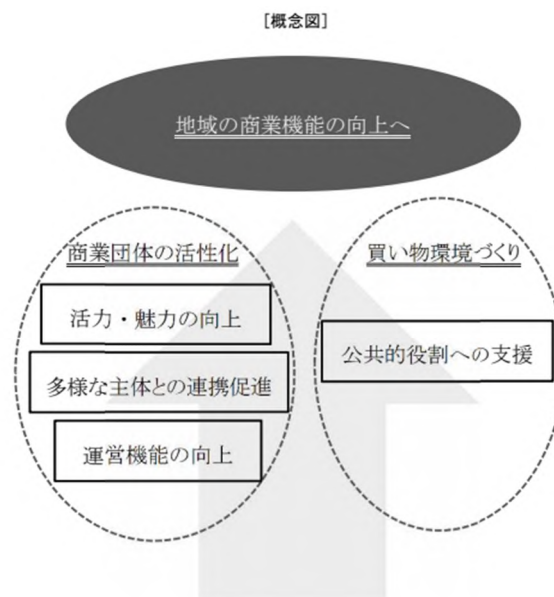 [概念図]
地域の商業機能の向上へ
商業団体の活性化
活力・魅力の向上
多様な主体との連携促進
運営機能の向上
買い物環境づくり
公共的役割への支援